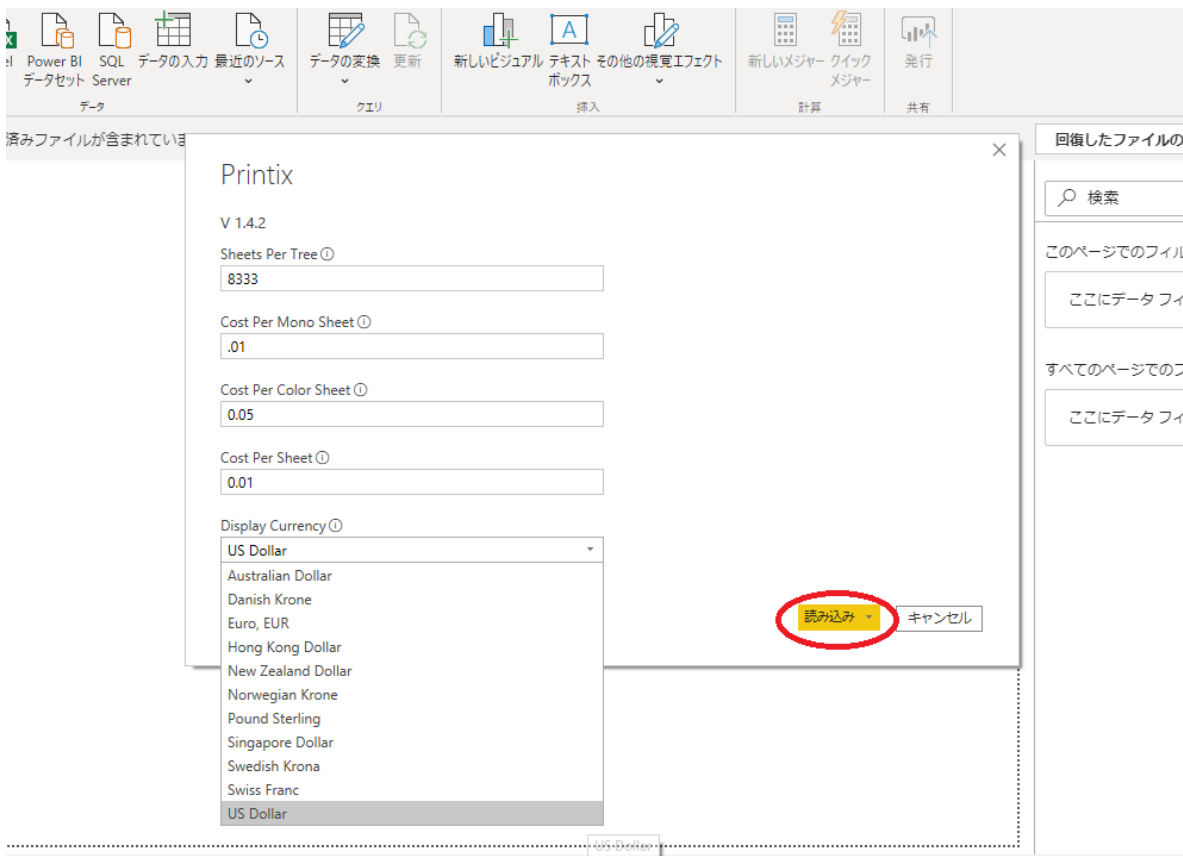 Power BI
データセット
SQL
Server
データの入力
最近のソース
データの変換
更新
新しいビジュアル
テキスト
ボックス
その他の視覚エフェクト
新しいメジャー
クイック
メジャー
発行
データ
クエリ
挿入
計算
共有
済みファイルが含まれていま
回復したファイルの
Printix
V 1.4.2
Sheets Per Tree
8333
Cost Per Mono Sheet
.01
Cost Per Color Sheet
0.05
Cost Per Sheet
0.01
Display Currency
US Dollar
Australian Dollar
Danish Krone
Euro, EUR
Hong Kong Dollar
New Zealand Dollar
Norwegian Krone
Pound Sterling
Singapore Dollar
Swedish Krona
Swiss Franc
US Dollar
US Dollar
読み込み
キャンセル
検索
このページでのフィル
ここにデータ フィ
すべてのページでのフ
ここにデータ フィ